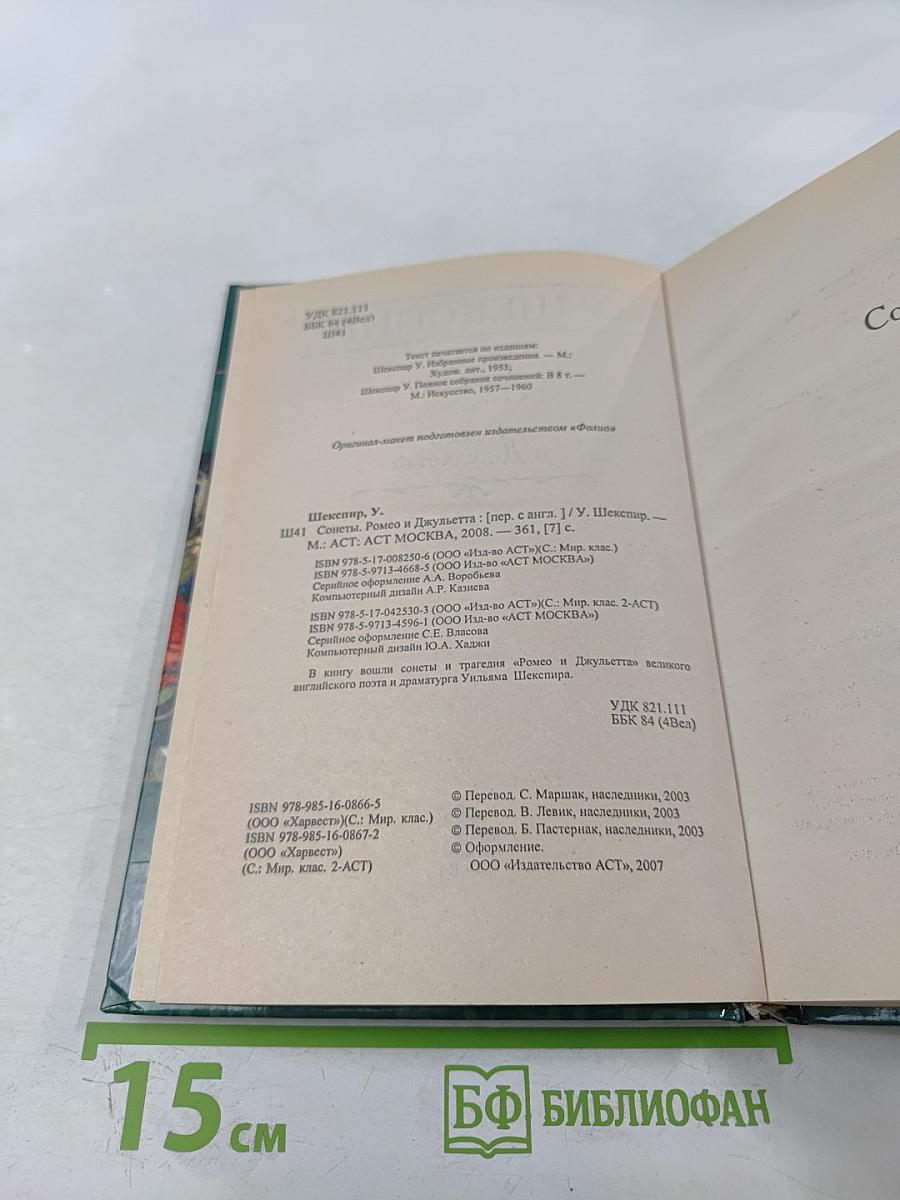 УДК 821.111
ББК 84 (4Вел)
Ш41
Текст печатается по изданиям:
Шекспир У. Избранные произведения. — М.:
Худож. лит., 1953;
Шекспир У. Полное собрание сочинений: В 8 т. —
М.: Искусство, 1957—1960
Оригинал-макет подготовлен издательством «Фолио»
Шекспир, У.
Ш41 Сонеты. Ромео и Джульетта : [пер. с англ. ] / У. Шекспир. —
М.: АСТ: АСТ МОСКВА, 2008. — 361, [7] с.
ISBN 978-5-17-008250-6 (ООО «Изд-во АСТ»)(С.: Мир. клас.)
ISBN 978-5-9713-4668-5 (ООО Изд-во «АСТ МОСКВА»)
Серийное оформление А.А. Воробьева
Компьютерный дизайн А.Р. Казиева
ISBN 978-5-17-042530-3 (ООО «Изд-во АСТ»)(С.: Мир. клас. 2-АСТ)
ISBN 978-5-9713-4596-1 (ООО Изд-во «АСТ МОСКВА»)
Серийное оформление С.Е. Власова
Компьютерный дизайн Ю.А. Хаджи
В книгу вошли сонеты и трагедия «Ромео и Джульетта» великого
английского поэта и драматурга Уильяма Шекспира.
УДК 821.111
ББК 84 (4Вел)
ISBN 978-985-16-0866-5
(ООО «Харвест»)(С.: Мир. клас.)
ISBN 978-985-16-0867-2
(ООО «Харвест»)
(С.: Мир. клас. 2-АСТ)
© Перевод. С. Маршак, наследники, 2003
© Перевод. В. Левик, наследники, 2003
© Перевод. Б. Пастернак, наследники, 2003
© Оформление.
ООО «Издательство АСТ», 2007
15 см
БФ БИБЛИОФАН